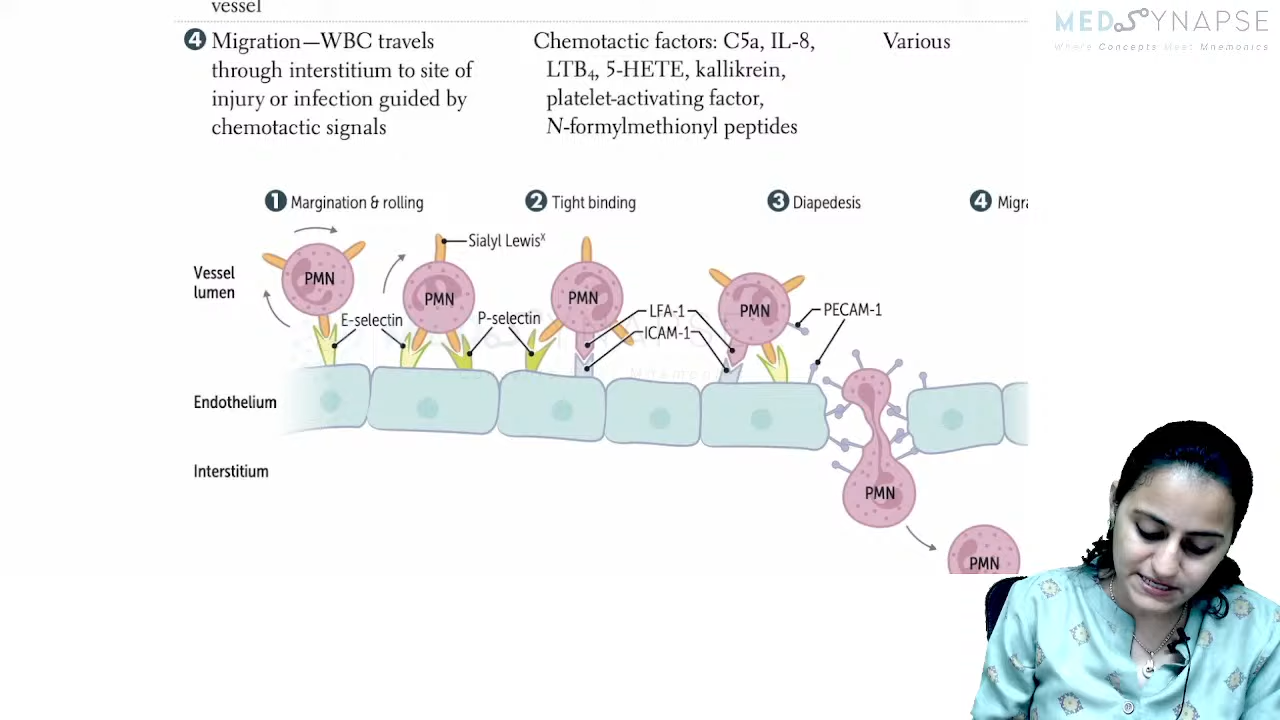 vessel
4 Migration—WBC travels
through interstitium to site of
injury or infection guided by
chemotactic signals
Chemotactic factors: C5a, IL-8,
LTB₄, 5-HETE, kallikrein,
platelet-activating factor,
N-formylmethionyl peptides
Various
MEDSYNAPSE
Where Concepts Meet Mnemonics
1 Margination & rolling
2 Tight binding
3 Diapedesis
4 Migra
Sialyl Lewisˣ
Vessel
lumen
PMN
PMN
PMN
PMN
E-selectin
P-selectin
LFA-1
ICAM-1
PECAM-1
Endothelium
Interstitium
PMN
PMN